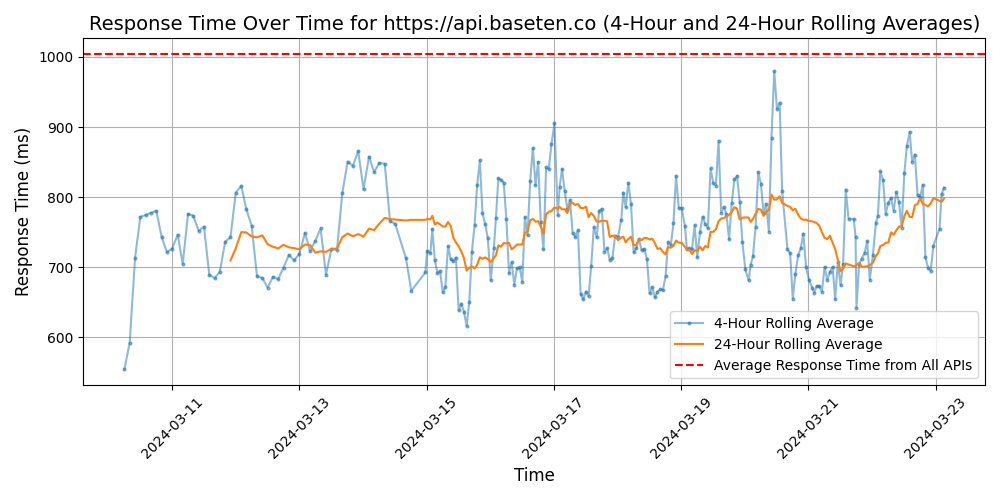 Response Time Over Time for https://api.baseten.co (4-Hour and 24-Hour Rolling Averages)
Response Time (ms)
1000
900
800
700
600
4-Hour Rolling Average
24-Hour Rolling Average
Average Response Time from All APIs
2024-03-11
2024-03-13
2024-03-15
2024-03-17
2024-03-19
2024-03-21
2024-03-23
Time